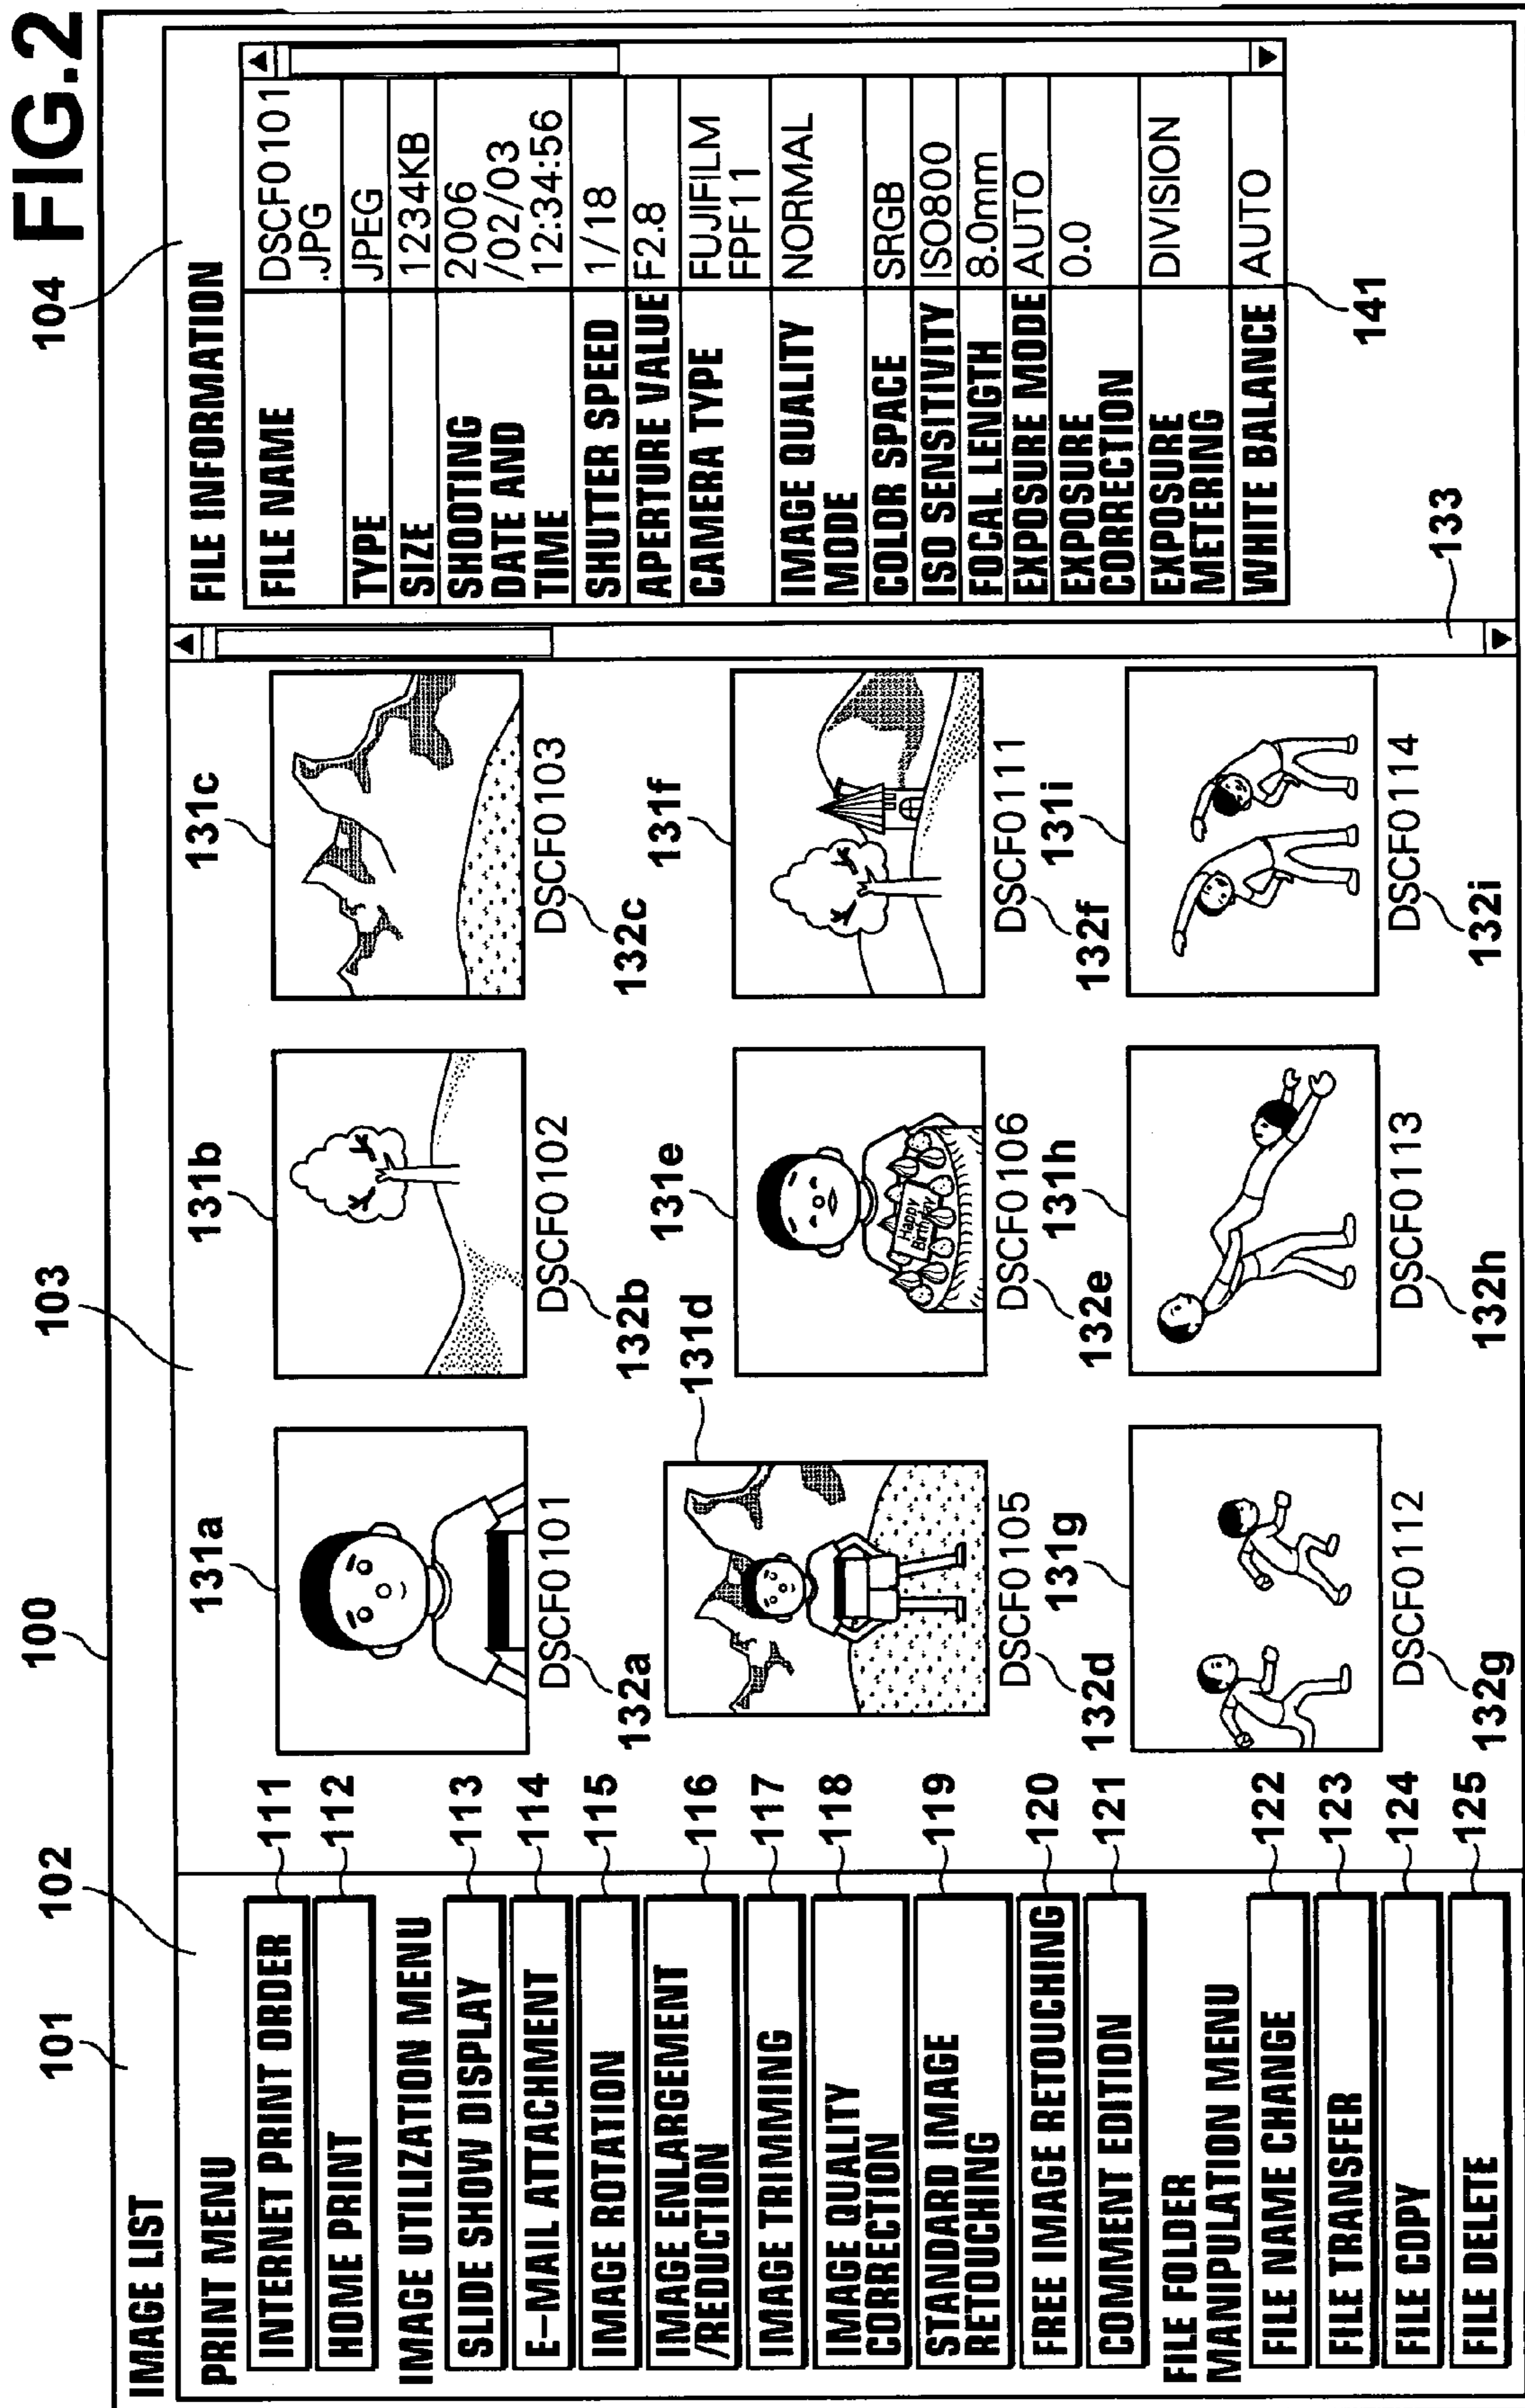 FIG.2
100
101
102
103
104
IMAGE LIST
PRINT MENU
INTERNET PRINT ORDER
111
HOME PRINT
112
IMAGE UTILIZATION MENU
SLIDE SHOW DISPLAY
113
E-MAIL ATTACHMENT
114
IMAGE ROTATION
115
IMAGE ENLARGEMENT
/REDUCTION
116
IMAGE TRIMMING
117
IMAGE QUALITY
CORRECTION
118
STANDARD IMAGE
RETOUCHING
119
FREE IMAGE RETOUCHING
120
COMMENT EDITION
121
FILE FOLDER
MANIPULATION MENU
FILE NAME CHANGE
122
FILE TRANSFER
123
FILE COPY
124
FILE DELETE
125
131a
DSCF0101
132a
131b
DSCF0102
132b
131c
DSCF0103
132c
131d
DSCF0105
132d
131e
Happy
Birthday
DSCF0106
132e
131f
DSCF0111
132f
131g
DSCF0112
132g
131h
DSCF0113
132h
131i
DSCF0114
132i
133
FILE INFORMATION
FILE NAME DSCF0101
.JPG
TYPE JPEG
SIZE 1234KB
SHOOTING 2006
DATE AND /02/03
TIME 12:34:56
SHUTTER SPEED 1/18
APERTURE VALUE F2.8
CAMERA TYPE FUJIFILM
FPF11
IMAGE QUALITY NORMAL
MODE
COLOR SPACE SRGB
ISO SENSITIVITY ISO800
FOCAL LENGTH 8.0mm
EXPOSURE MODE AUTO
EXPOSURE 0.0
CORRECTION
EXPOSURE DIVISION
METERING
WHITE BALANCE AUTO
141